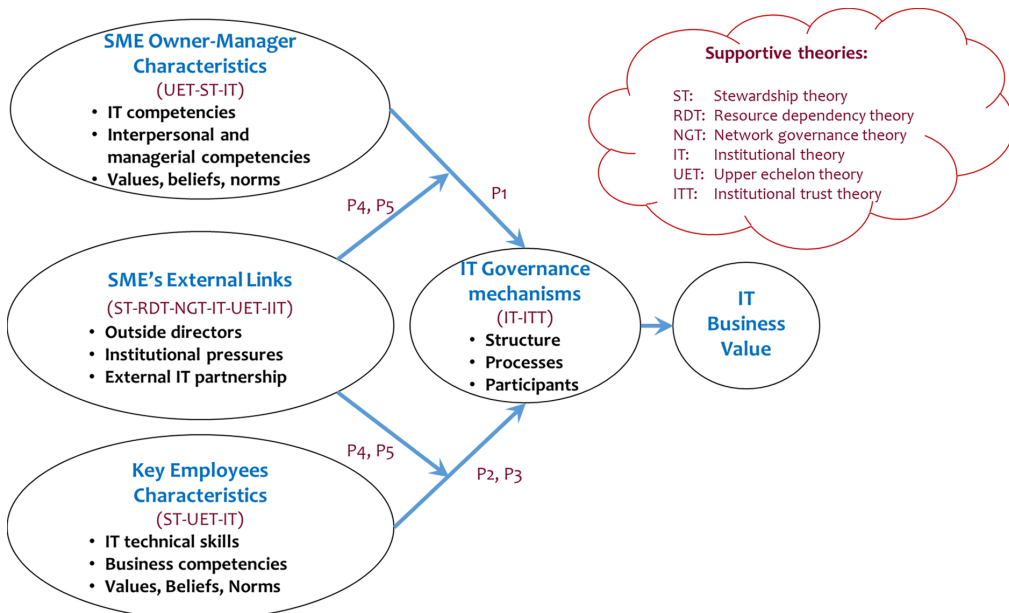 SME Owner-Manager
Characteristics
(UET-ST-IT)
• IT competencies
• Interpersonal and
managerial competencies
• Values, beliefs, norms
P4, P5
P1
SME's External Links
(ST-RDT-NGT-IT-UET-IIT)
• Outside directors
• Institutional pressures
• External IT partnership
P4, P5
Key Employees
Characteristics
(ST-UET-IT)
• IT technical skills
• Business competencies
• Values, Beliefs, Norms
P2, P3
IT Governance
mechanisms
(IT-ITT)
• Structure
• Processes
• Participants
IT
Business
Value
Supportive theories:
ST: Stewardship theory
RDT: Resource dependency theory
NGT: Network governance theory
IT: Institutional theory
UET: Upper echelon theory
ITT: Institutional trust theory